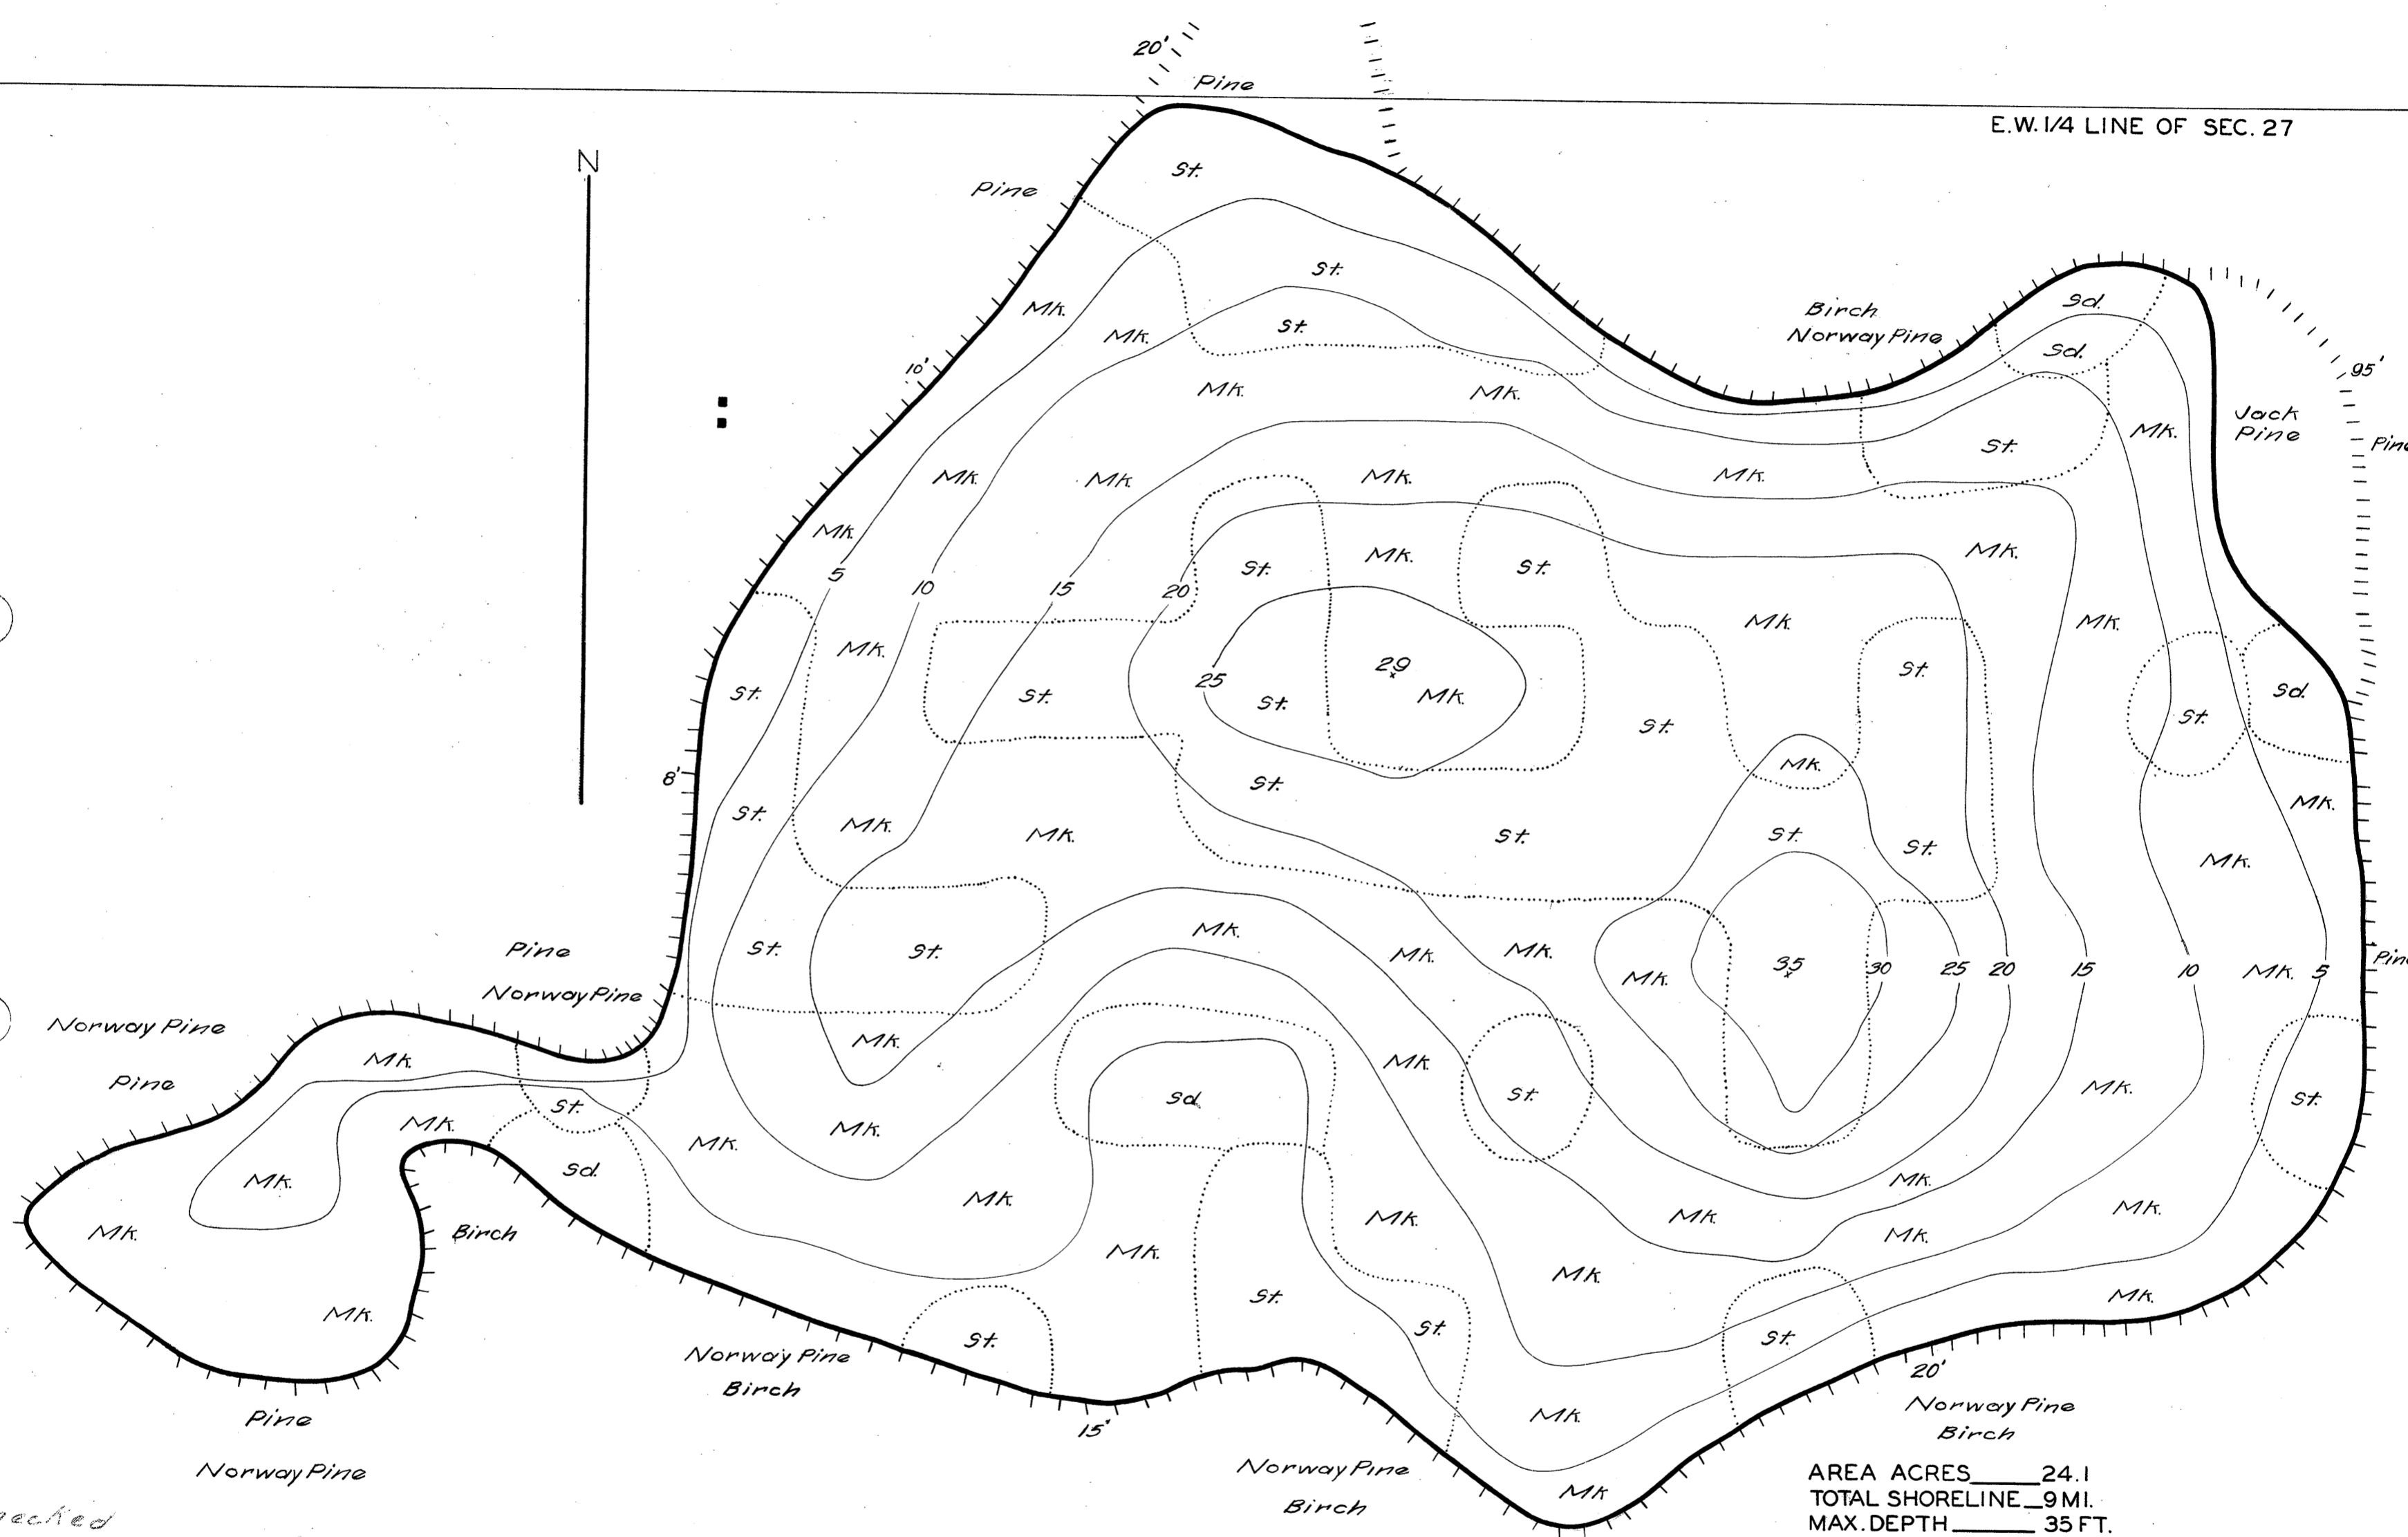 20'
Pine
E.W. 1/4 LINE OF SEC. 27
N
St.
Pine
St.
Sd.
Mk.
Birch
Norway Pine
St.
Mk.
Sd.
10'
95'
Mk.
Mk.
Jack
Pine
Mk.
St.
Mk.
Mk.
Mk.
Mk.
Mk.
Mk.
Mk.
Mk.
St.
St.
5
10
15
20
Mk.
Mk.
Mk.
29
St.
St.
St.
25
St.
Mk.
Sd.
St.
St.
8'
Mk.
St.
St.
Mk.
St.
Mk.
Mk.
St.
St.
St.
Mk.
Mk.
Pine
St.
St.
Mk.
Mk.
Mk.
Mk.
35
30
25
20
15
10
Mk.
5
Pine
Norway Pine
Norway Pine
Mk.
Mk.
Mk.
Pine
St.
Sd.
St.
Mk.
St.
Mk.
Mk.
Mk.
Sd.
Mk.
Mk.
Mk.
Mk.
Mk.
Mk.
Mk.
Birch
Mk.
Mk.
Mk.
St.
Mk.
Mk.
St.
St.
St.
Norway Pine
Birch
20'
Pine
15'
Mk.
Norway Pine
Birch
Norway Pine
Norway Pine
Birch
Mk
AREA ACRES 24.1
TOTAL SHORELINE .9 MI.
MAX. DEPTH 35 FT.